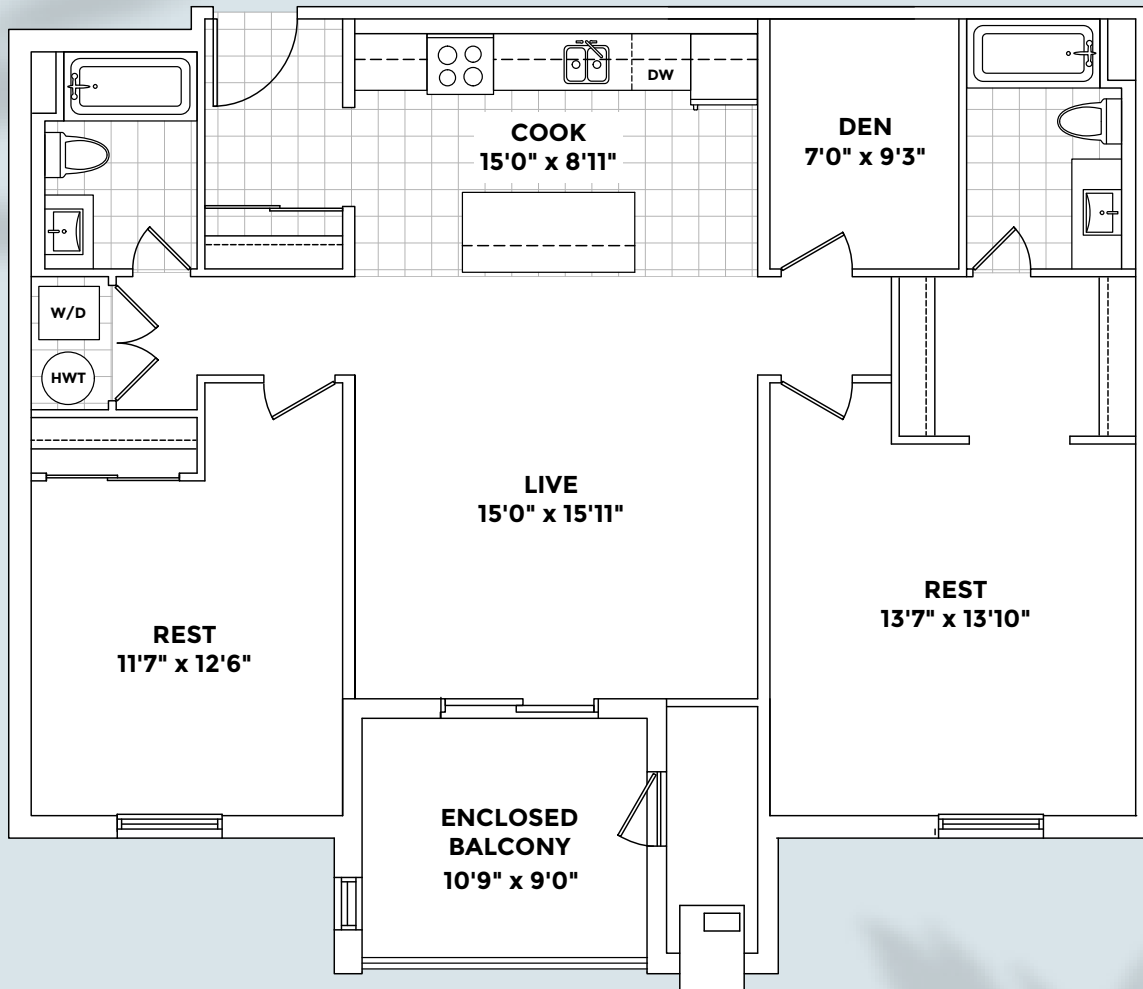 COOK
15'0" x 8'11"
DW
DEN
7'0" x 9'3"
W/D
HWT
LIVE
15'0" x 15'11"
REST
11'7" x 12'6"
REST
13'7" x 13'10"
ENCLOSED
BALCONY
10'9" x 9'0"